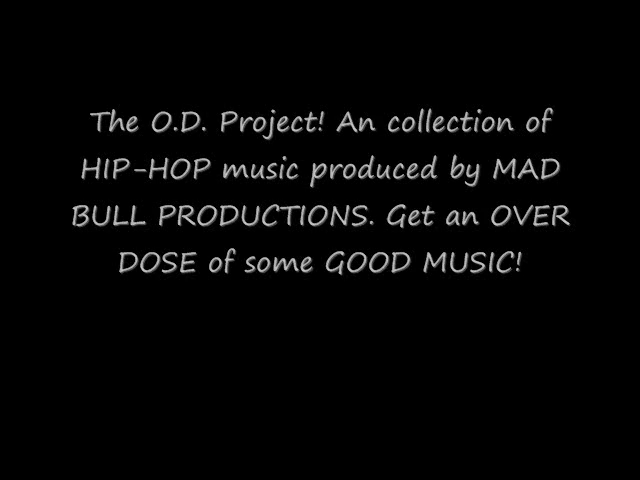 The O.D. Project! An collection of
HIP-HOP music produced by MAD
BULL PRODUCTIONS. Get an OVER
DOSE of some GOOD MUSIC!